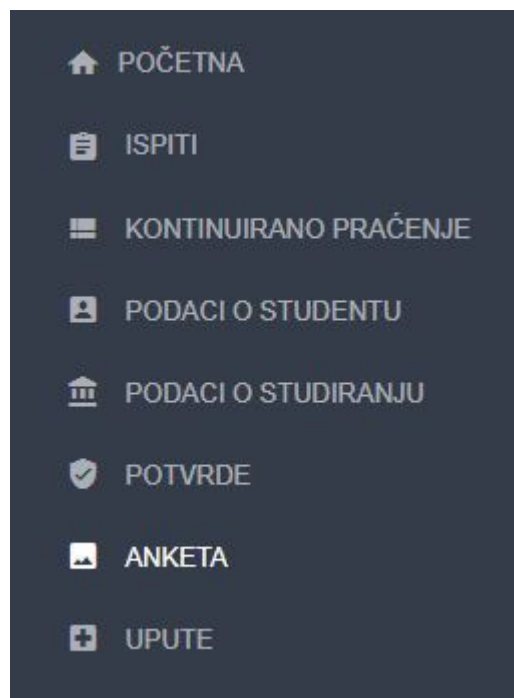 POČETNA
ISPITI
KONTINUIRANO PRAĆENJE
PODACI O STUDENTU
PODACI O STUDIRANJU
POTVRDE
ANKETA
UPUTE